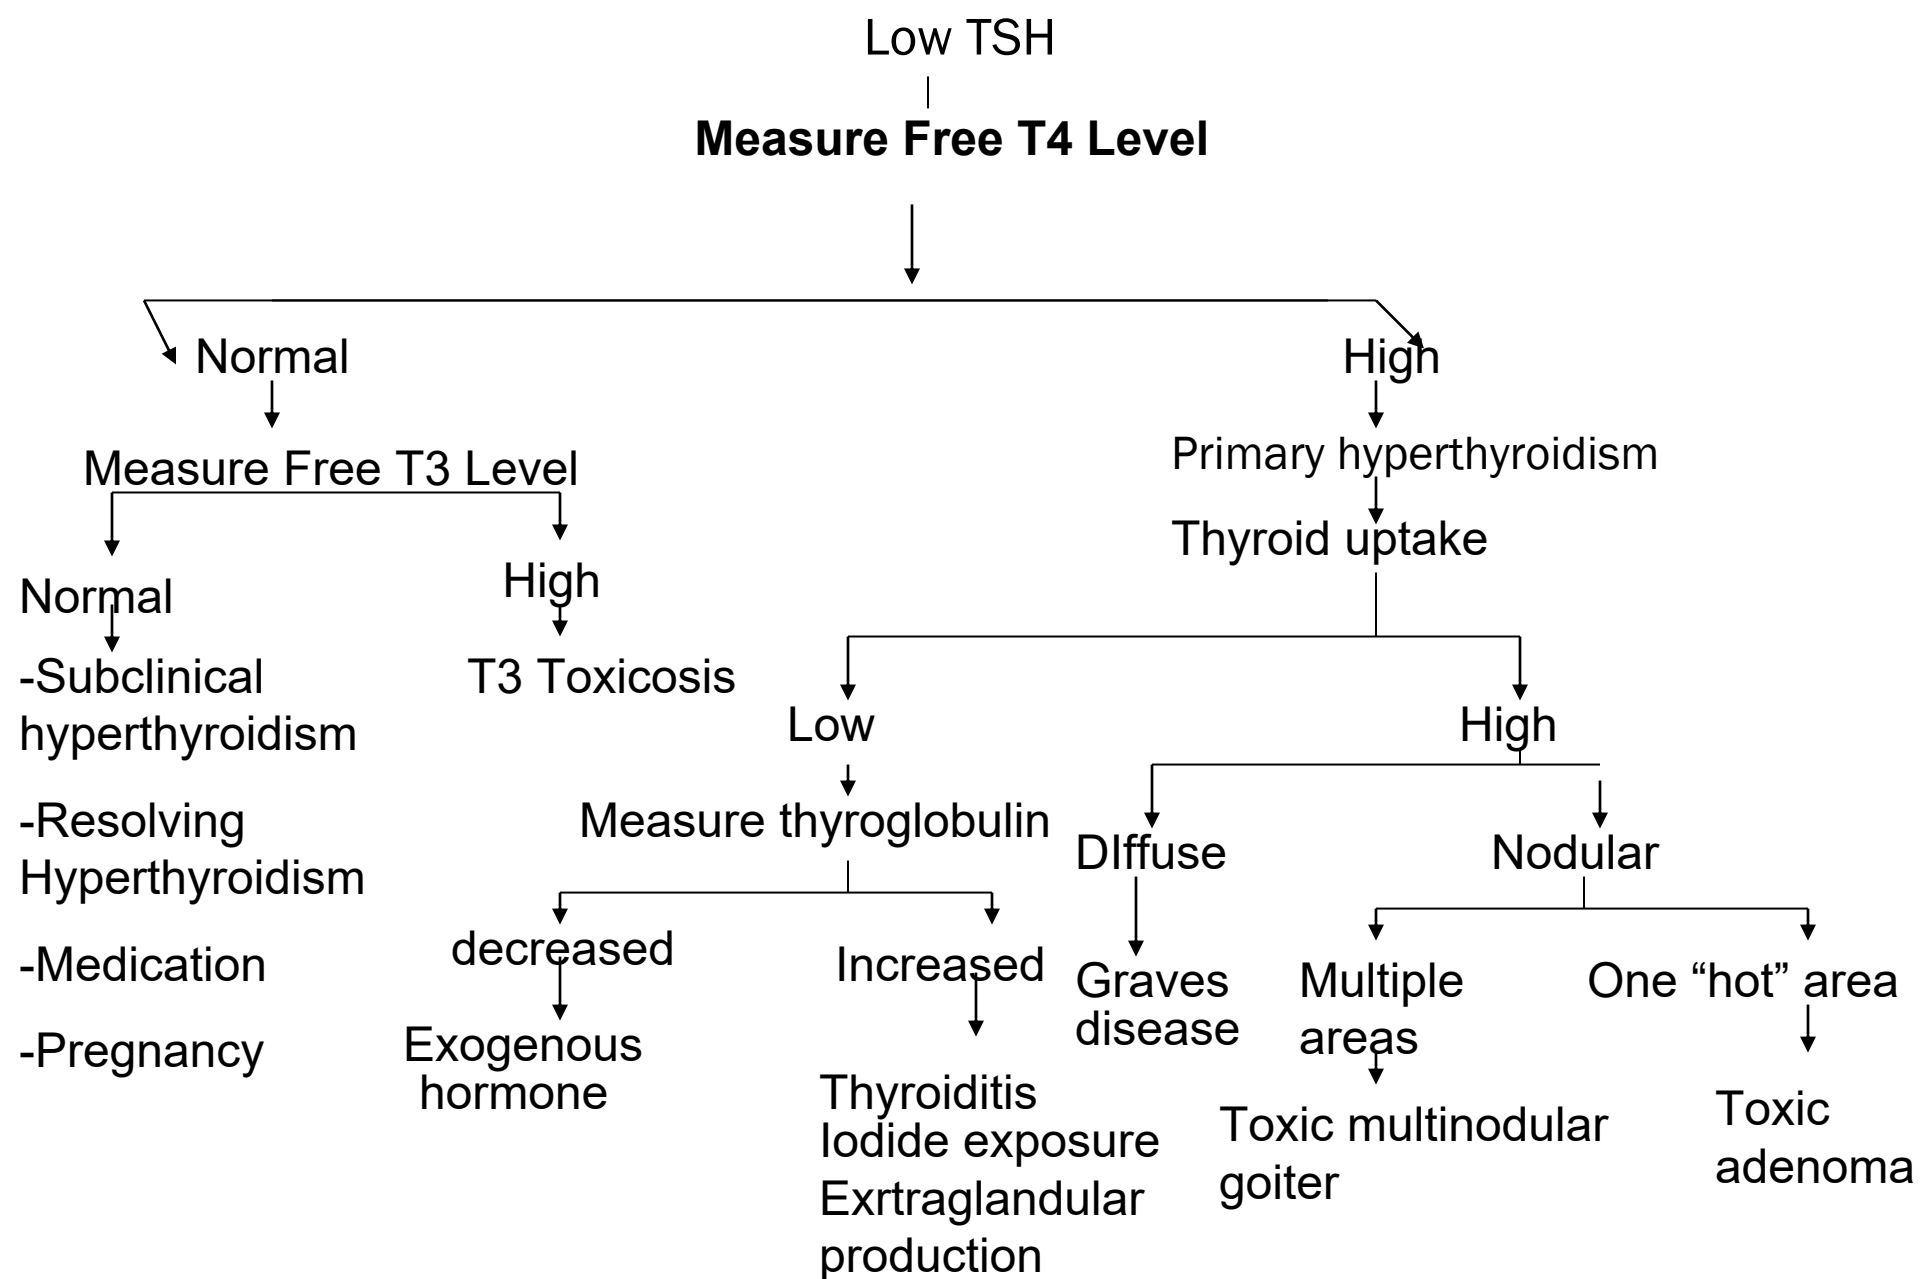 Low TSH
Measure Free T4 Level
Normal
High
Measure Free T3 Level
Primary hyperthyroidism
Thyroid uptake
Normal
High
-Subclinical
hyperthyroidism
T3 Toxicosis
-Resolving
Hyperthyroidism
-Medication
-Pregnancy
Low
High
Measure thyroglobulin
DIffuse
Nodular
decreased
Increased
Graves
disease
Multiple
areas
One “hot” area
Exogenous
hormone
Thyroiditis
Iodide exposure
Exrtraglandular
production
Toxic multinodular
goiter
Toxic
adenoma